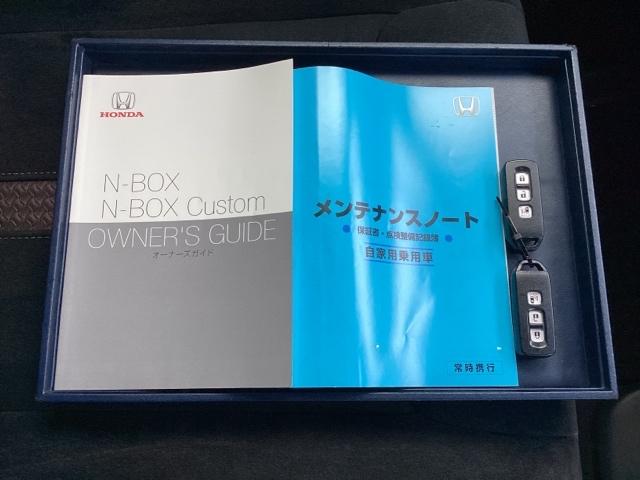 HONDA
N-BOX
N-BOX Custom
OWNER'S GUIDE
オーナーズガイド
メンテナンスノート
保証書・点検整備記録簿
自家用乗用車
常時携行